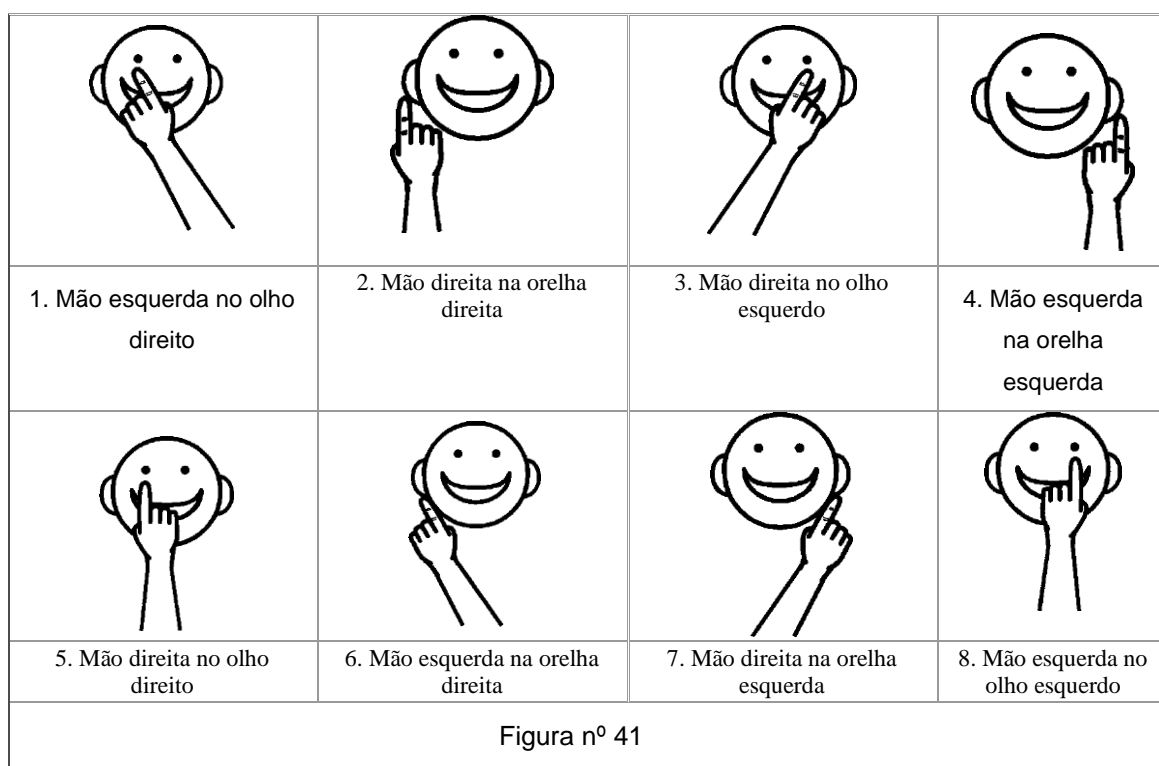 1. Mão esquerda no olho
direito
2. Mão direita na orelha
direita
3. Mão direita no olho
esquerdo
4. Mão esquerda
na orelha
esquerda
5. Mão direita no olho
direito
6. Mão esquerda na orelha
direita
7. Mão direita na orelha
esquerda
8. Mão esquerda no
olho esquerdo
Figura nº 41